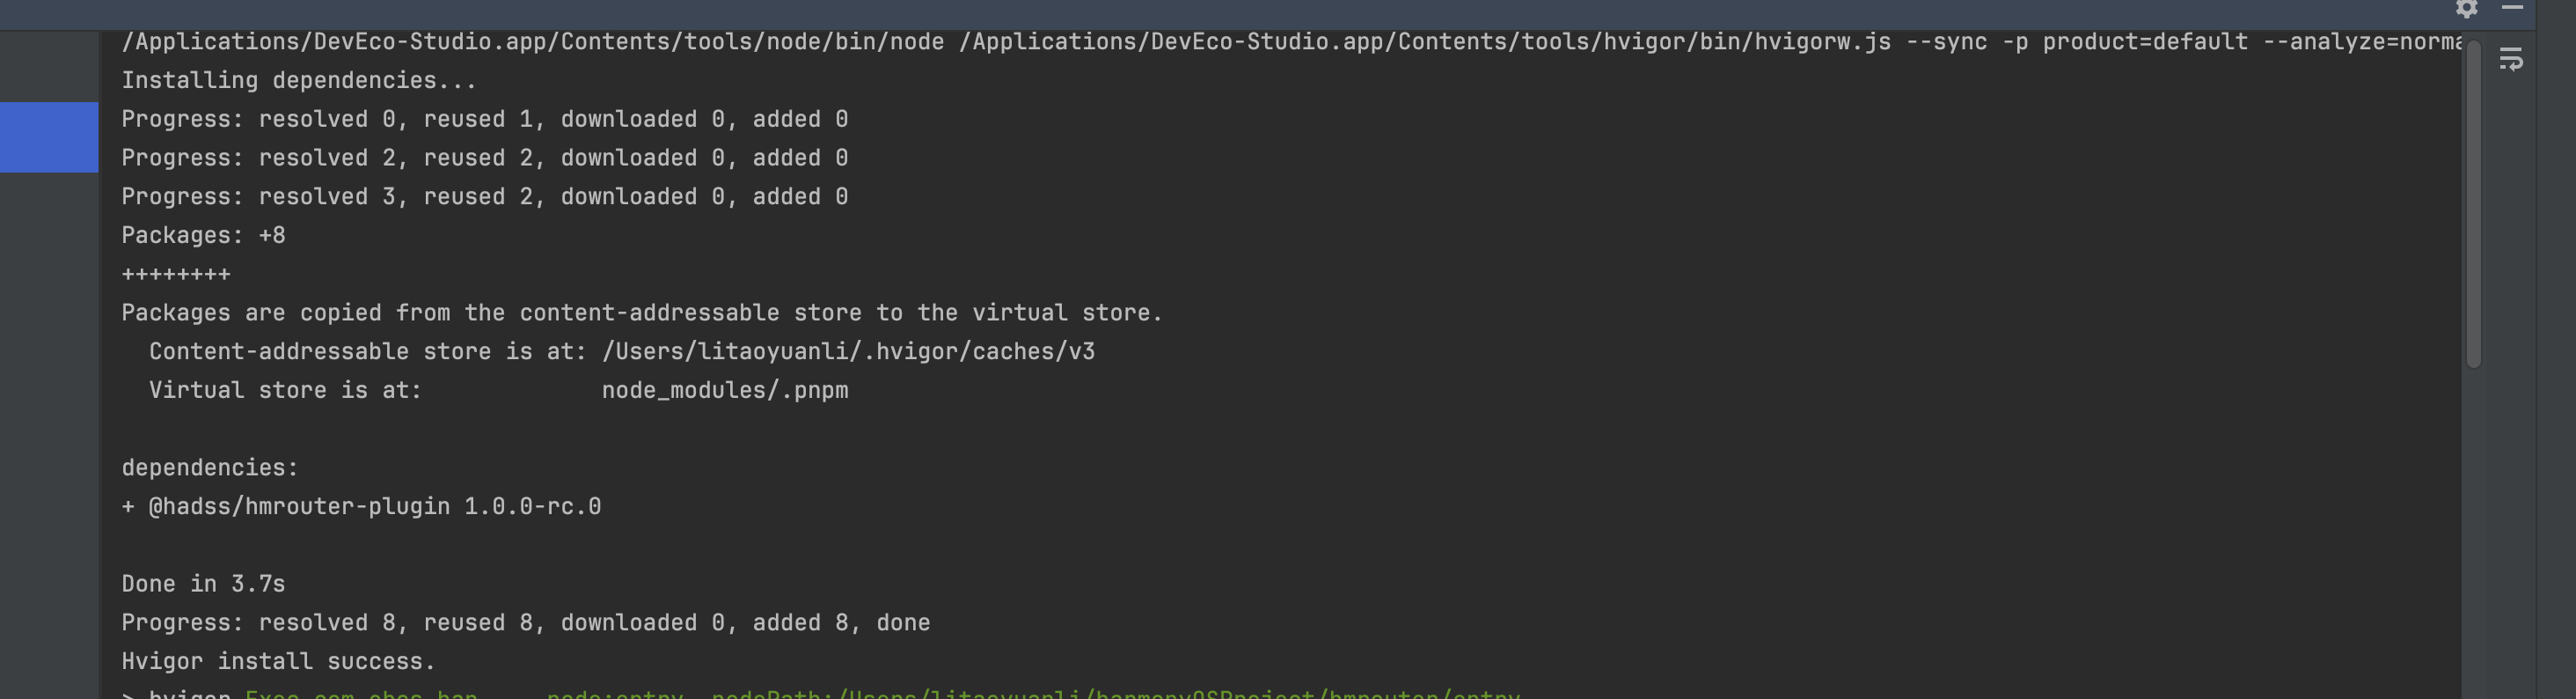 /Applications/DevEco-Studio.app/Contents/tools/node/bin/node /Applications/DevEco-Studio.app/Contents/tools/hvigor/bin/hvigorw.js --sync -p product=default --analyze=norma
Installing dependencies...
Progress: resolved 0, reused 1, downloaded 0, added 0
Progress: resolved 2, reused 2, downloaded 0, added 0
Progress: resolved 3, reused 2, downloaded 0, added 0
Packages: +8
++++++++
Packages are copied from the content-addressable store to the virtual store.
Content-addressable store is at: /Users/litaoyuanli/.hvigor/caches/v3
Virtual store is at: node_modules/.pnpm
dependencies:
+ @hadss/hmrouter-plugin 1.0.0-rc.0
Done in 3.7s
Progress: resolved 8, reused 8, downloaded 0, added 8, done
Hvigor install success.
> hvigor